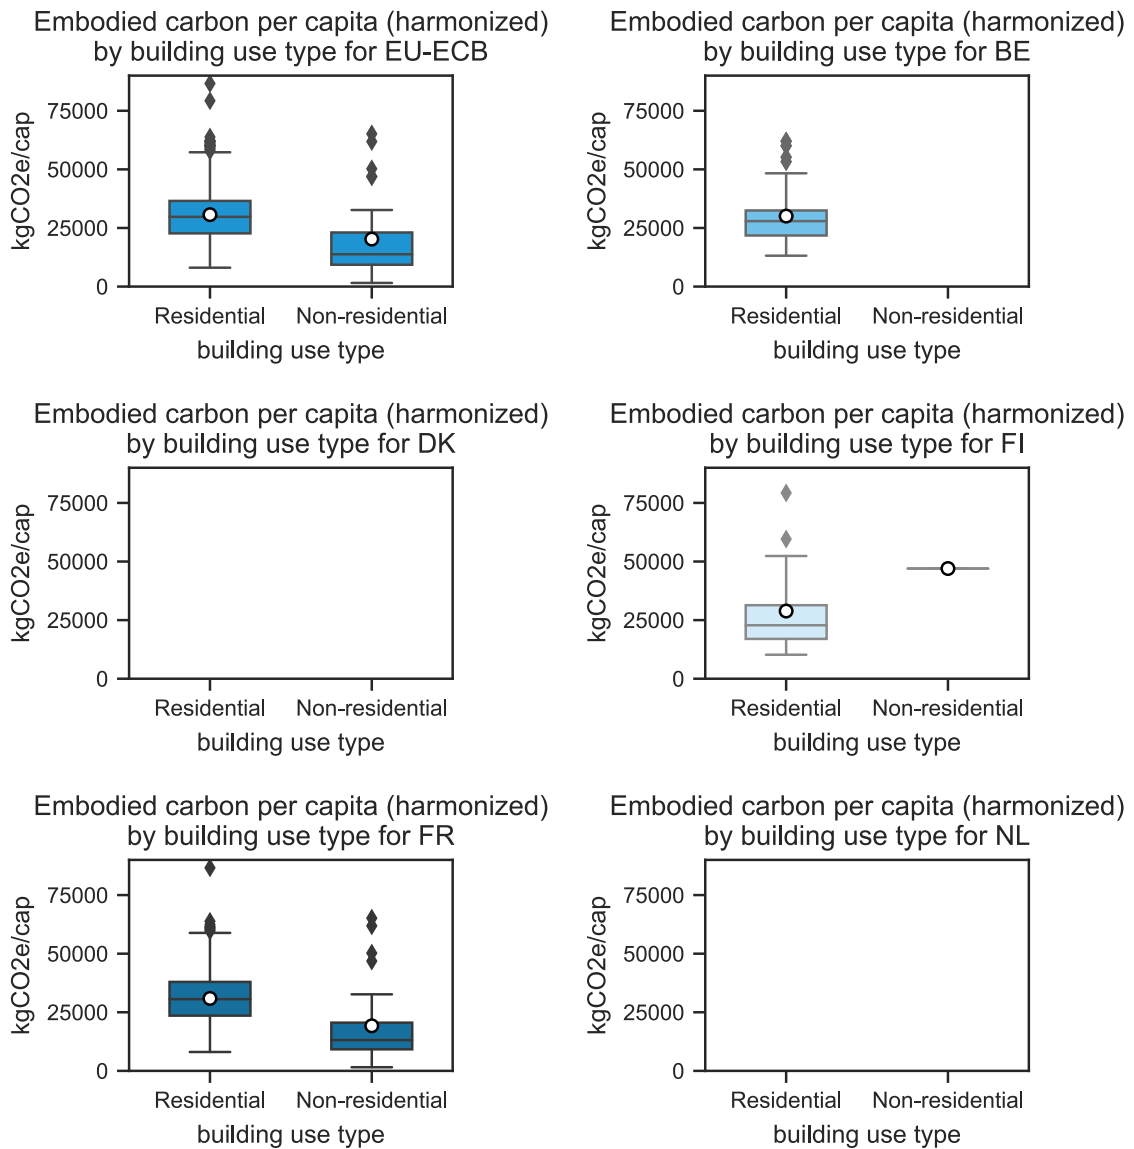 Embodied carbon per capita (harmonized)
by building use type for EU-ECB
kgCO2e/cap
75000
50000
25000
0
Residential
Non-residential
building use type
Embodied carbon per capita (harmonized)
by building use type for BE
kgCO2e/cap
75000
50000
25000
0
Residential
Non-residential
building use type
Embodied carbon per capita (harmonized)
by building use type for DK
kgCO2e/cap
75000
50000
25000
0
Residential
Non-residential
building use type
Embodied carbon per capita (harmonized)
by building use type for FI
kgCO2e/cap
75000
50000
25000
0
Residential
Non-residential
building use type
Embodied carbon per capita (harmonized)
by building use type for FR
kgCO2e/cap
75000
50000
25000
0
Residential
Non-residential
building use type
Embodied carbon per capita (harmonized)
by building use type for NL
kgCO2e/cap
75000
50000
25000
0
Residential
Non-residential
building use type